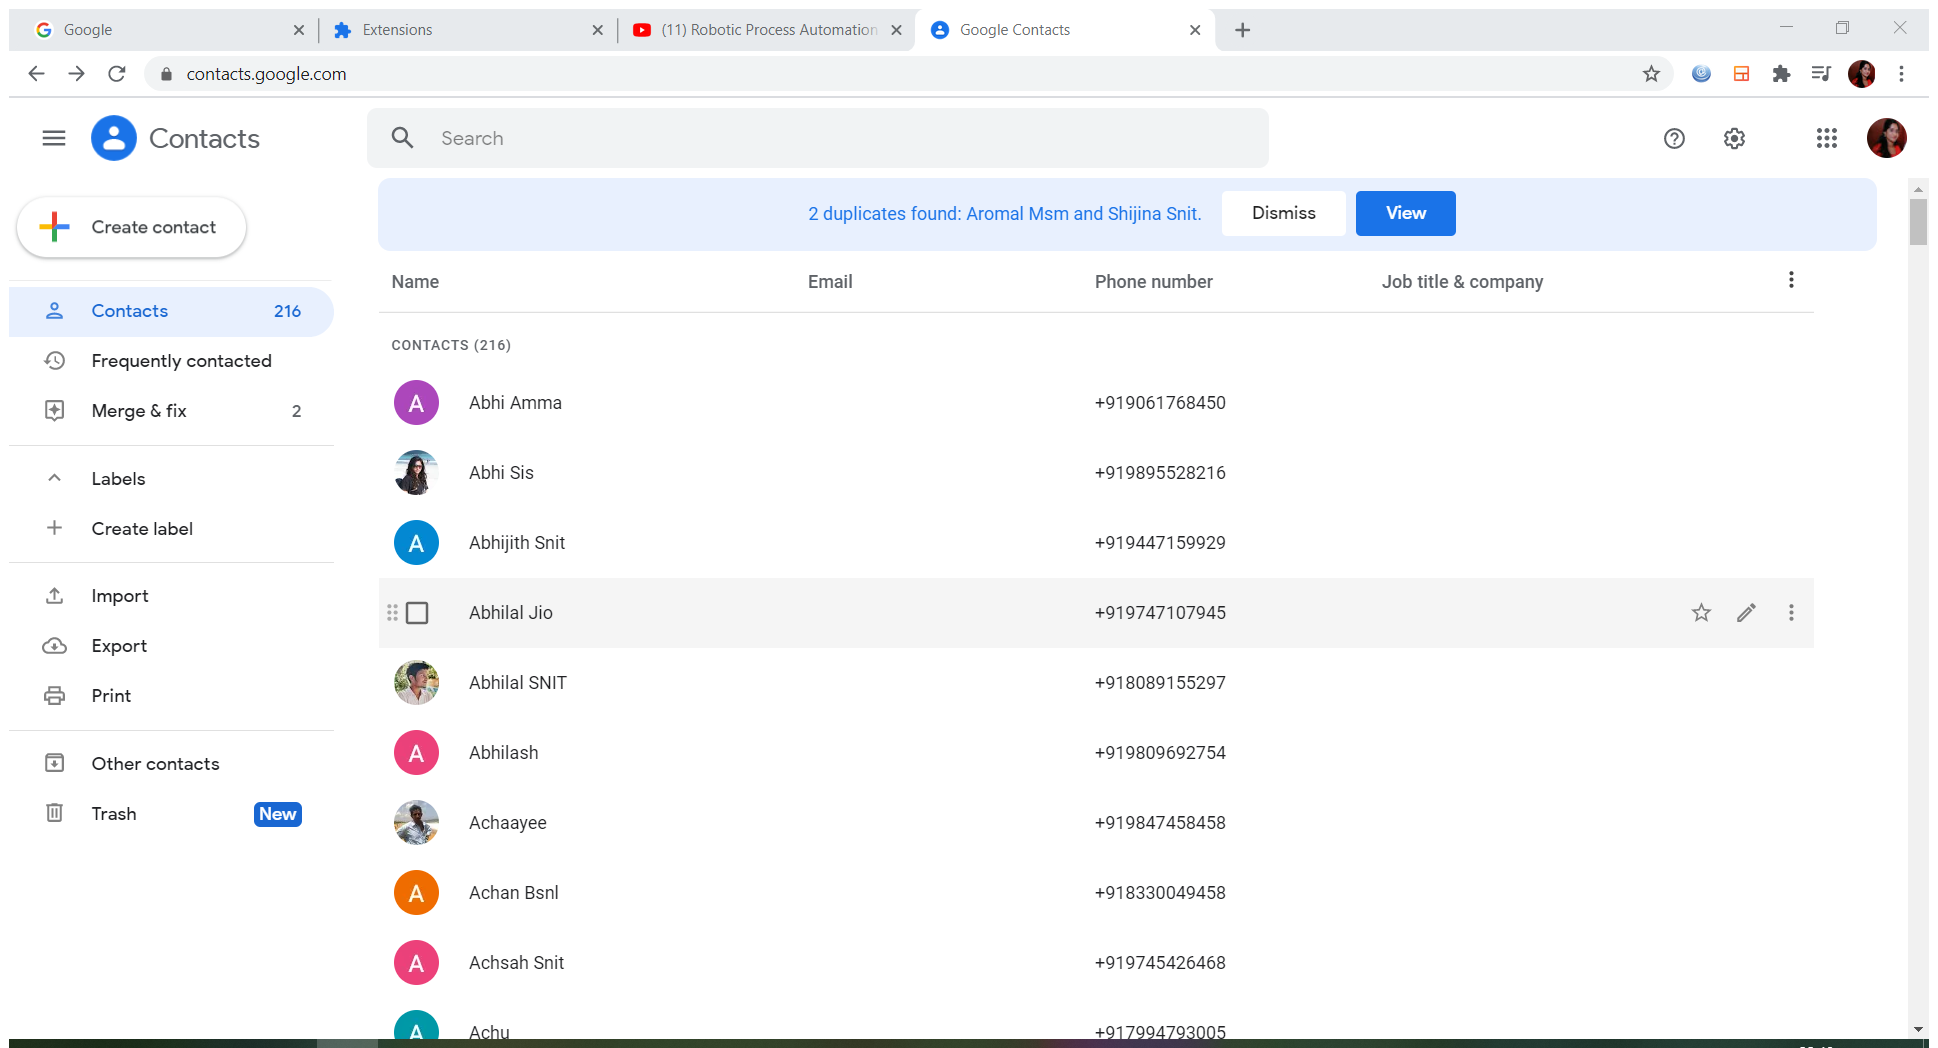 Google
Extensions
(11) Robotic Process Automation
Google Contacts
contacts.google.com
Contacts
Search
Create contact
2 duplicates found: Aromal Msm and Shijina Snit.
Dismiss
View
Name Email Phone number Job title & company
Contacts 216
Frequently contacted
Merge & fix 2
Labels
Create label
Import
Export
Print
Other contacts
Trash New
CONTACTS (216)
A Abhi Amma +919061768450
Abhi Sis +919895528216
A Abhijith Snit +919447159929
Abhilal Jio +919747107945
Abhilal SNIT +918089155297
A Abhilash +919809692754
Achaayee +919847458458
A Achan Bsnl +918330049458
A Achsah Snit +919745426468
A Achu +917994793005